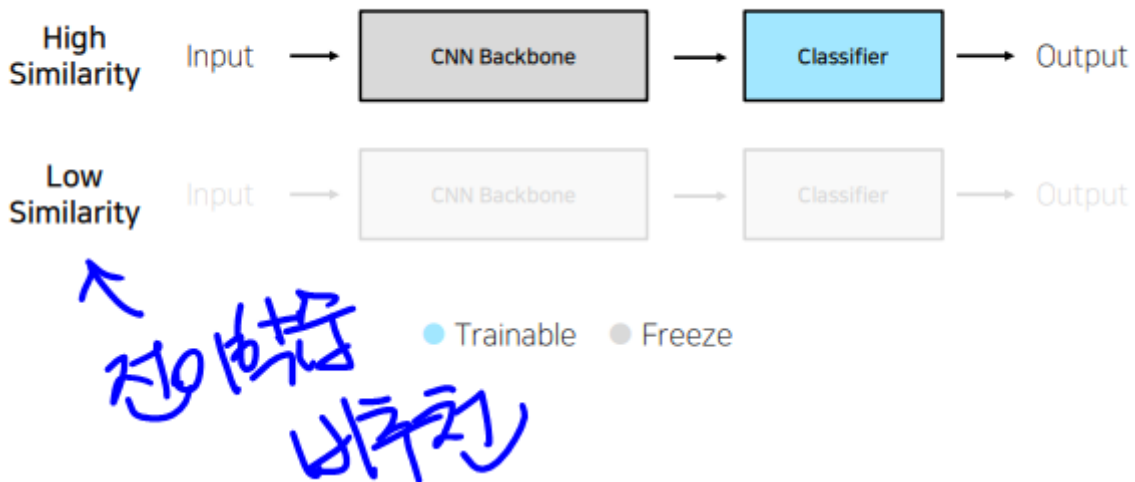 High Similarity Input → CNN Backbone → Classifier → Output
Low Similarity Input → CNN Backbone → Classifier → Output
↑
전이학습
비추천
Trainable Freeze